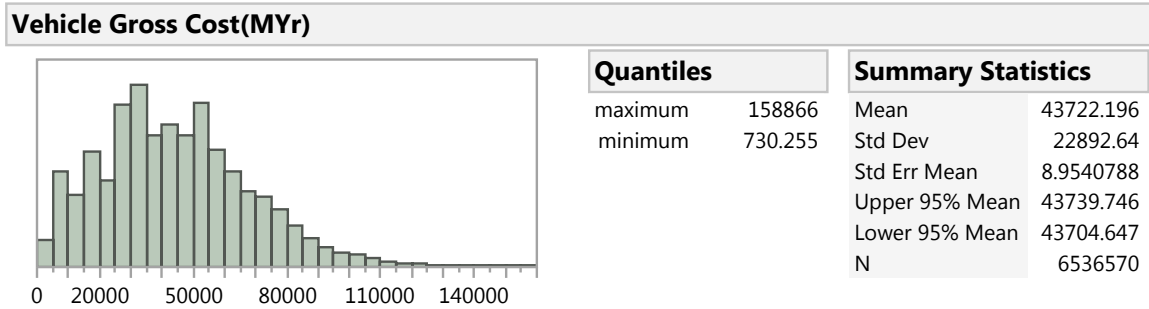 Vehicle Gross Cost(MYr)
0 20000 50000 80000 110000 140000
Quantiles
maximum 158866
minimum 730.255
Summary Statistics
Mean 43722.196
Std Dev 22892.64
Std Err Mean 8.9540788
Upper 95% Mean 43739.746
Lower 95% Mean 43704.647
N 6536570